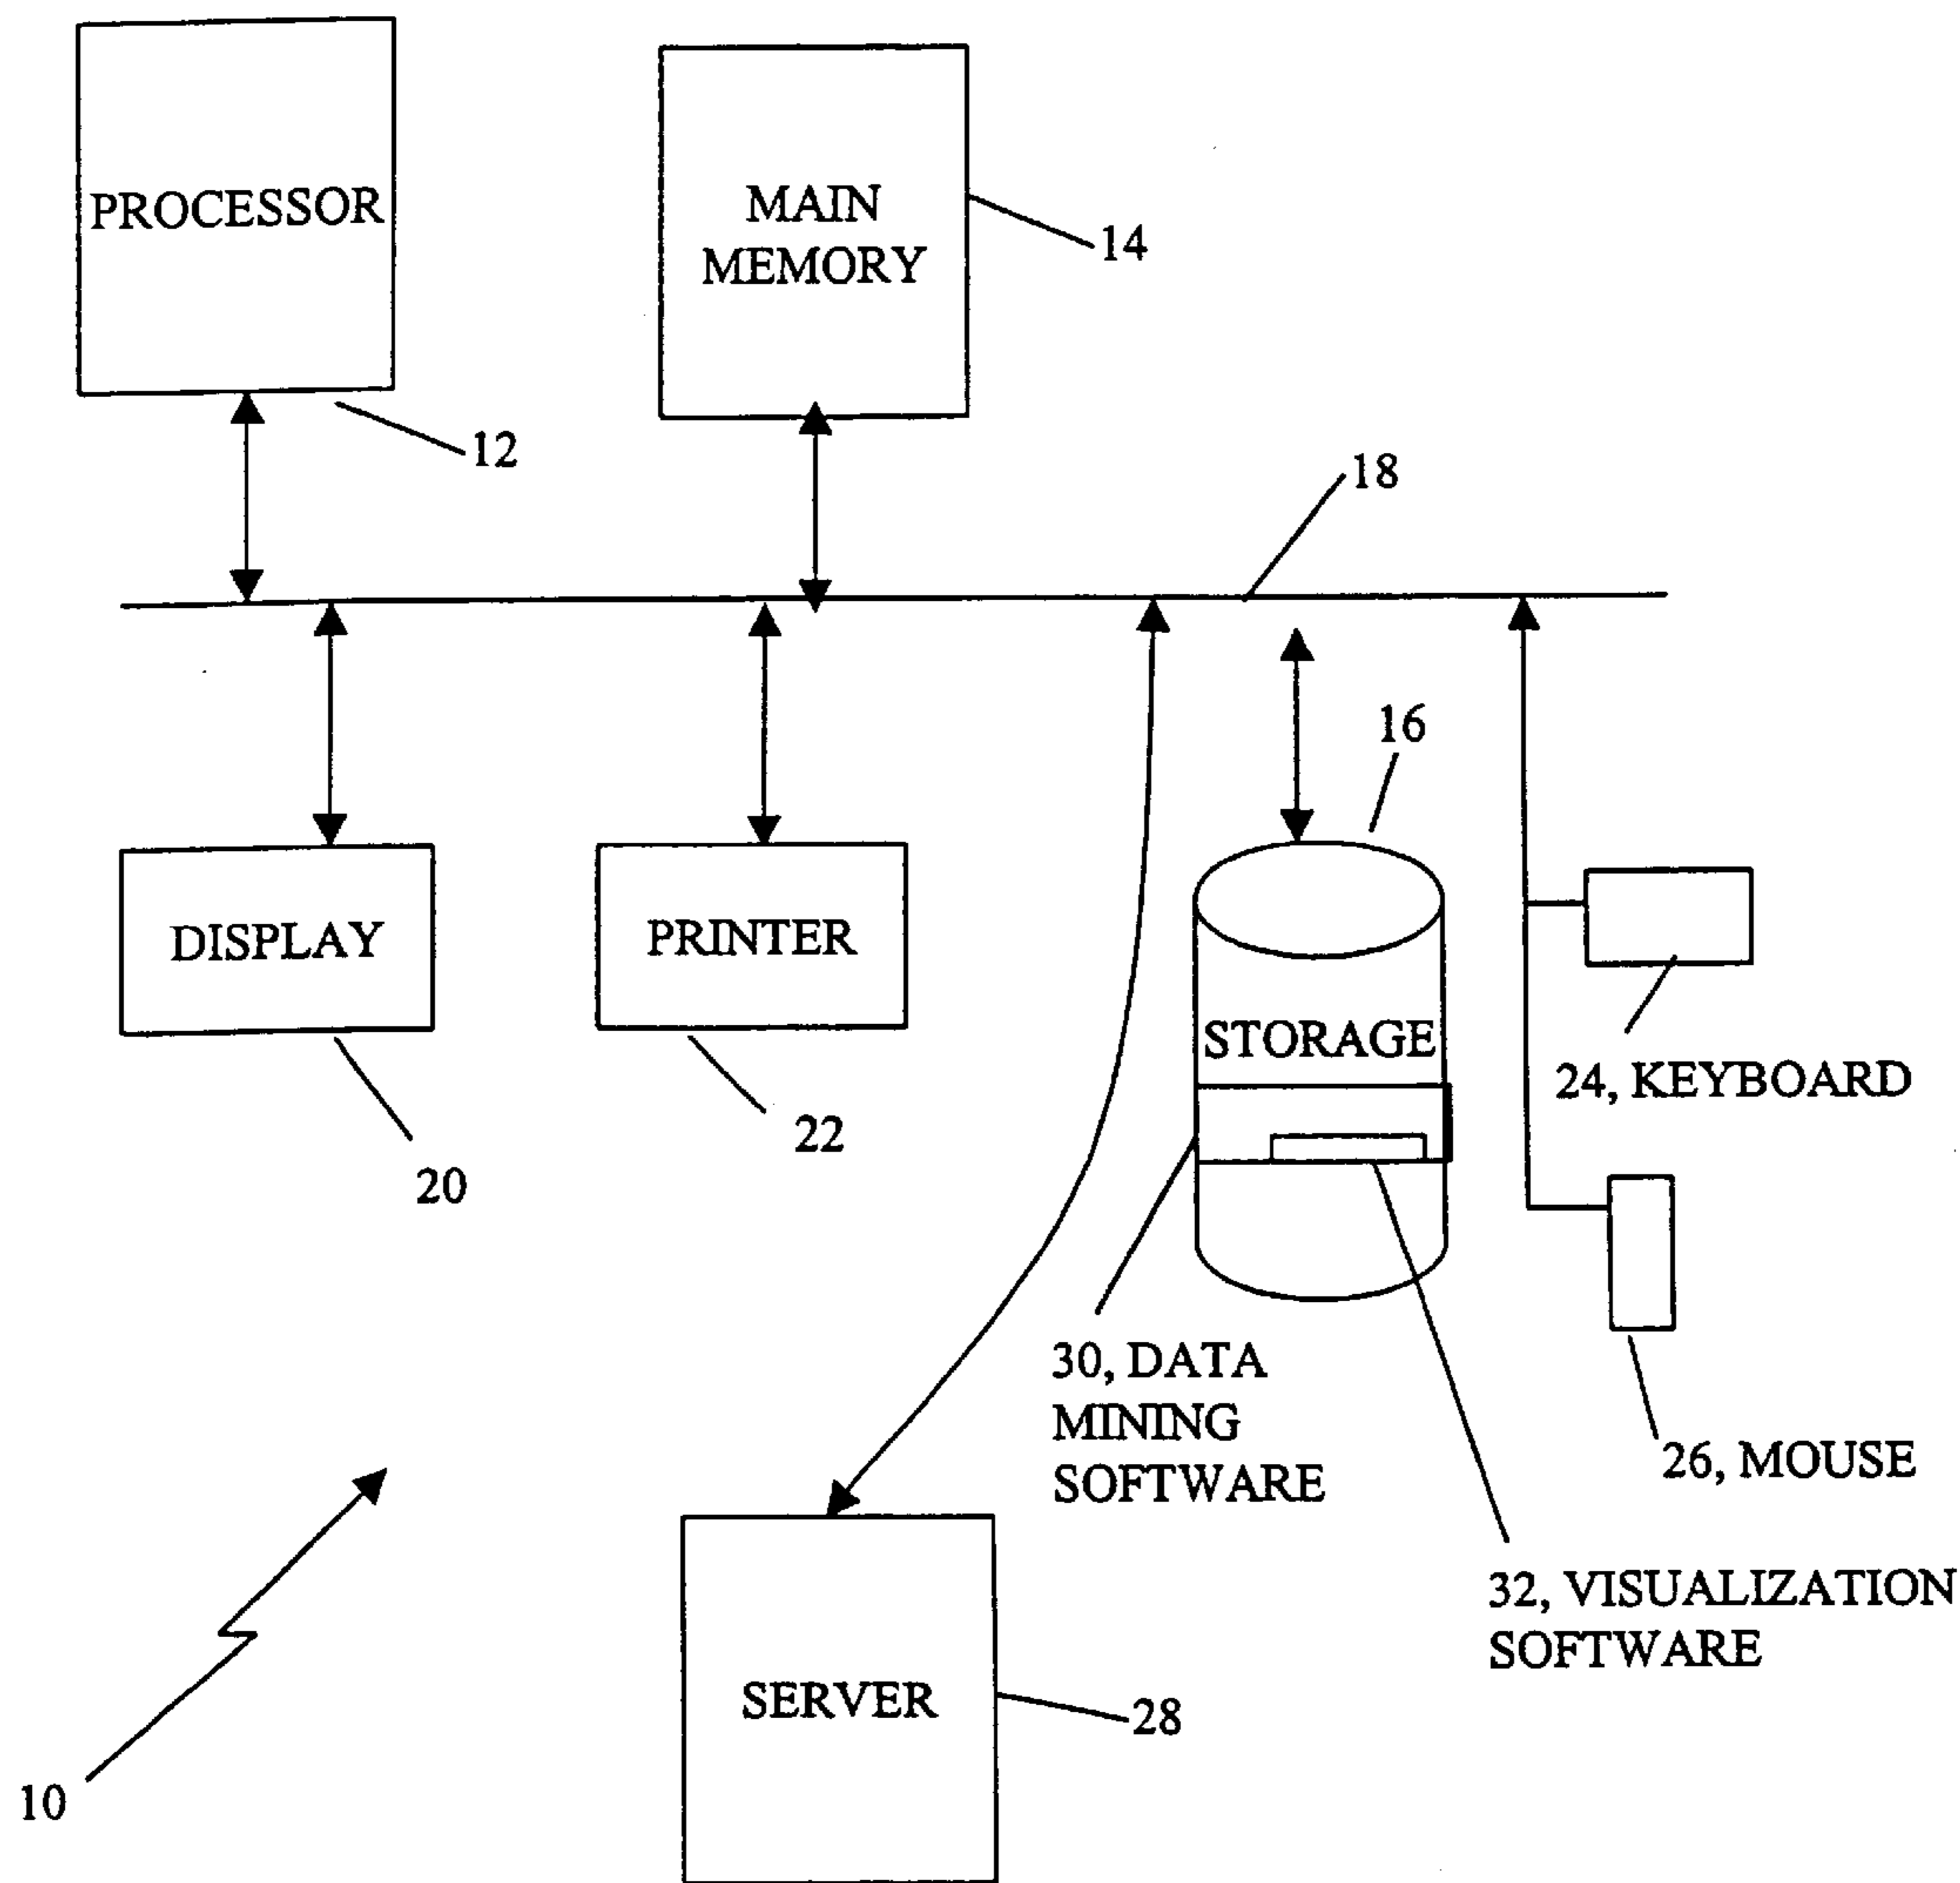 PROCESSOR
MAIN
MEMORY
14
12
18
16
DISPLAY
PRINTER
STORAGE
24, KEYBOARD
22
20
30, DATA
MINING
SOFTWARE
26, MOUSE
32, VISUALIZATION
SOFTWARE
SERVER
28
10